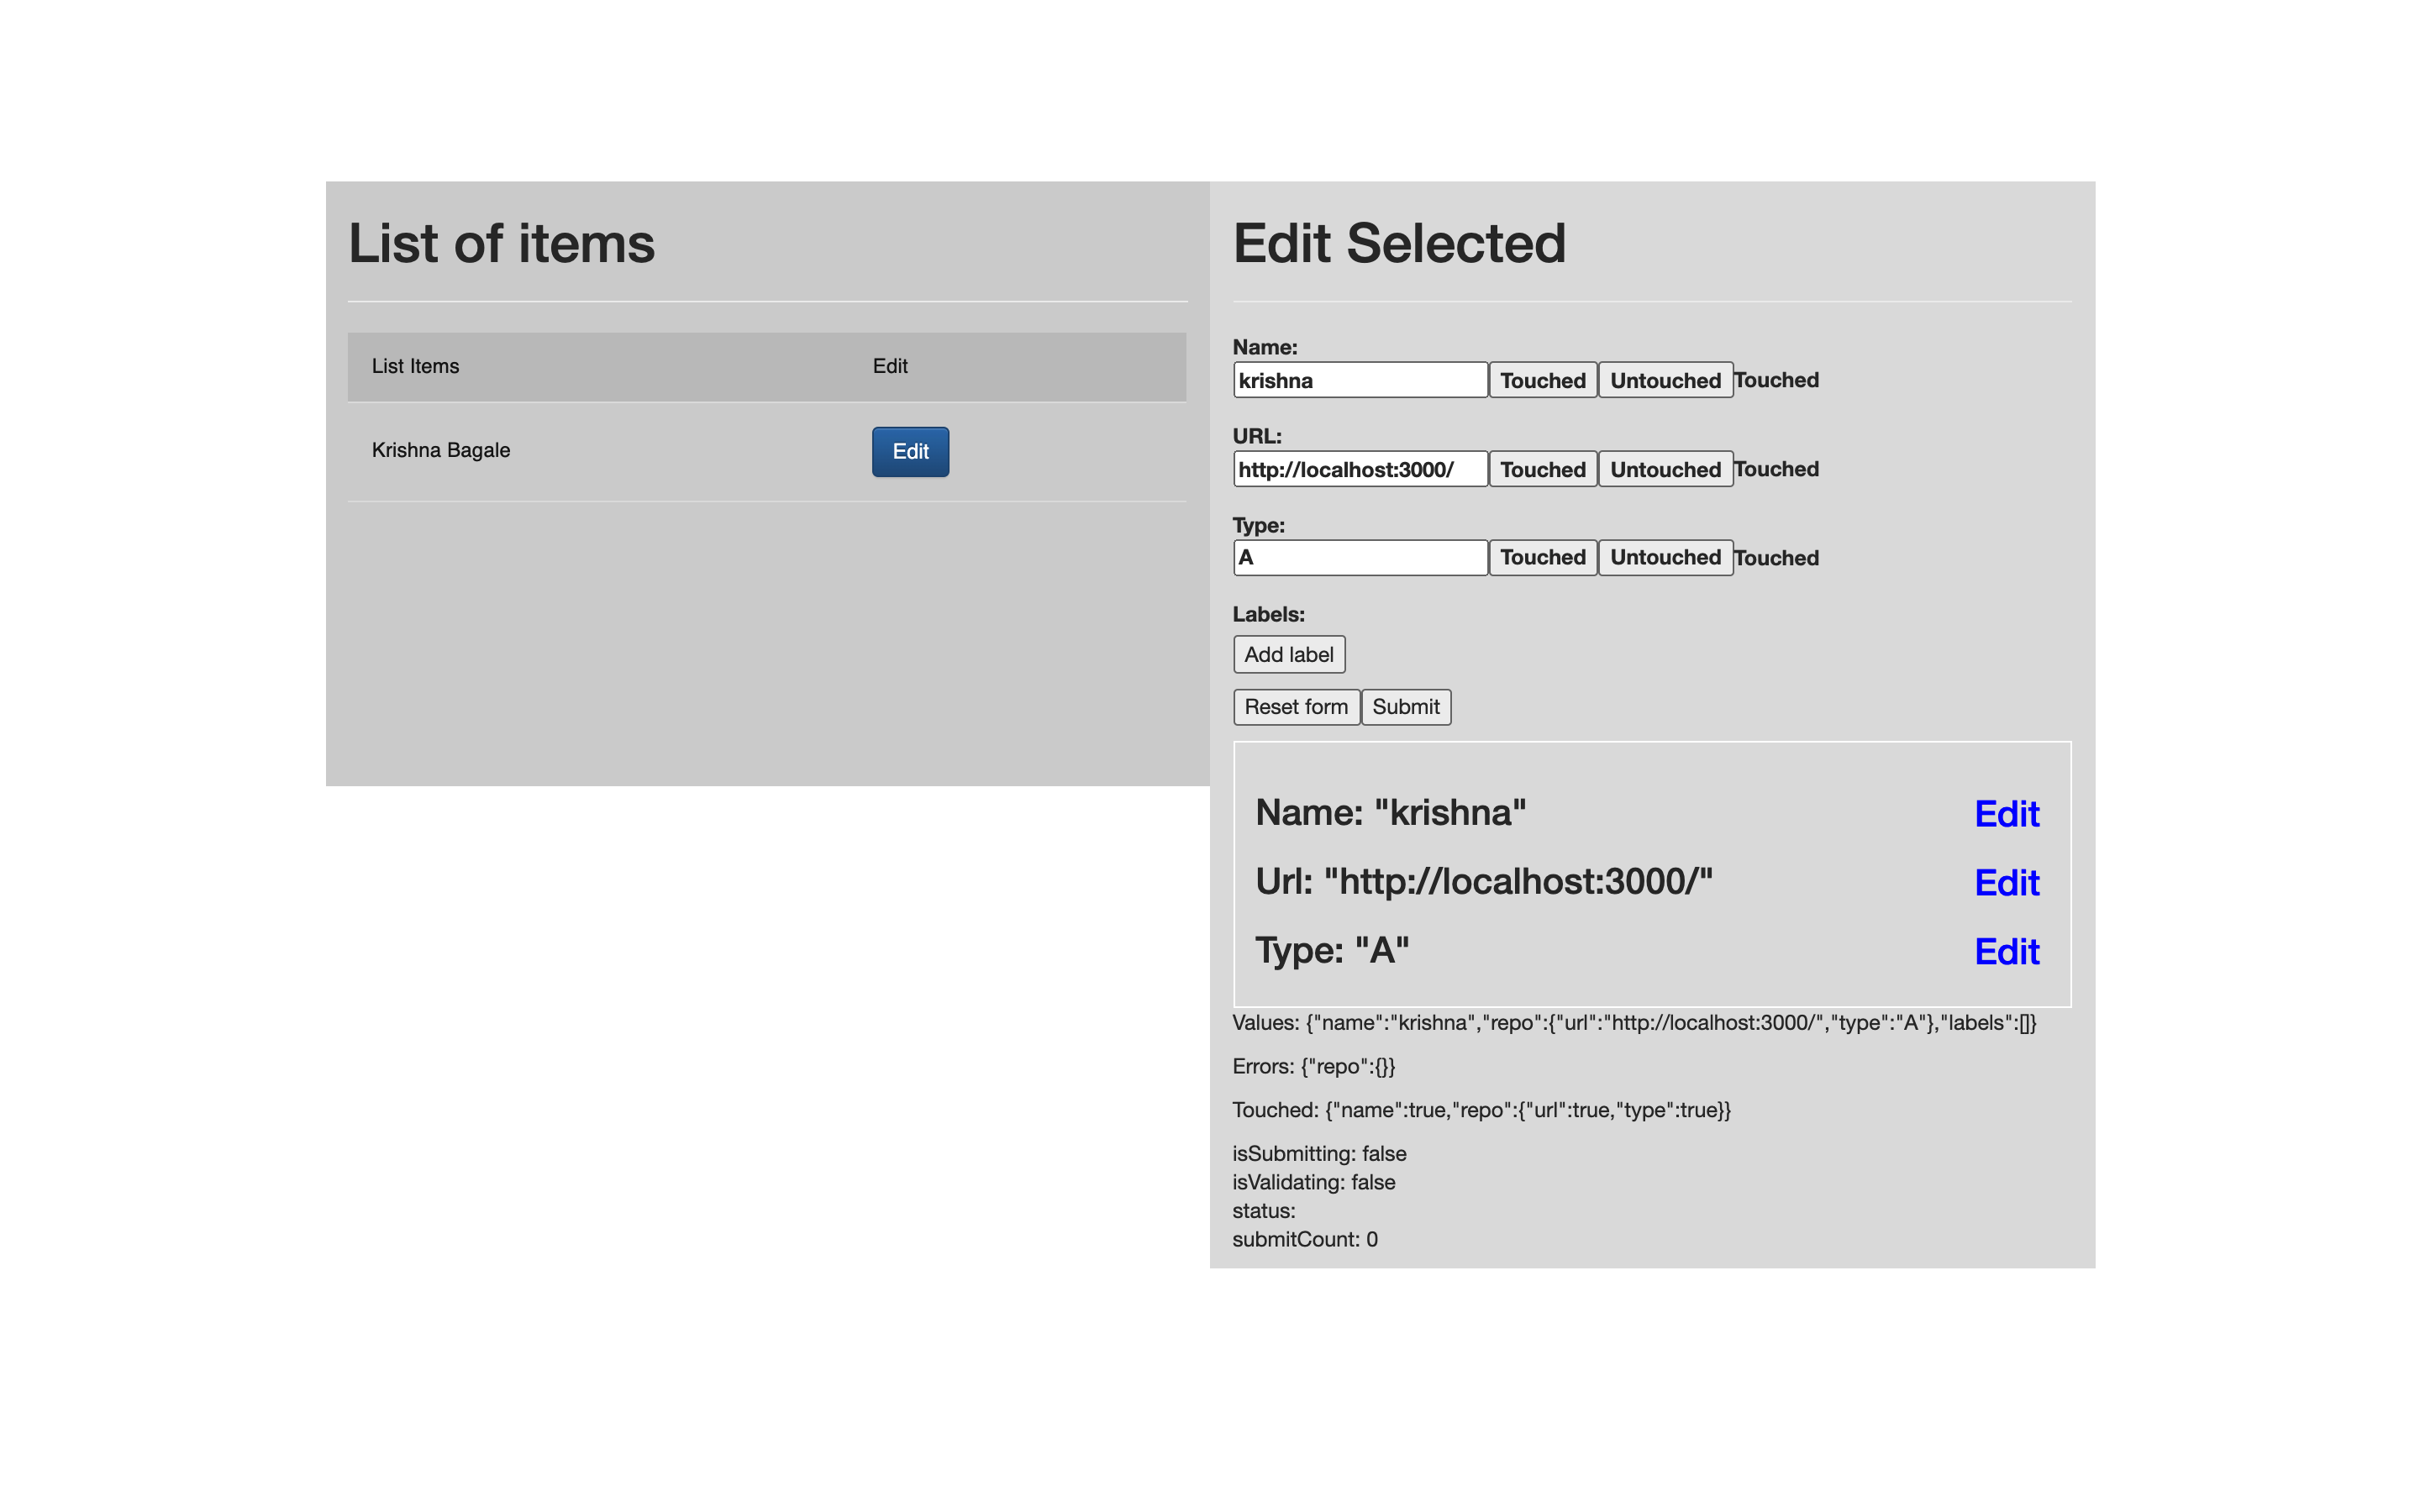 List of items
List Items Edit
Krishna Bagale Edit
Edit Selected
Name:
krishna Touched Untouched Touched
URL:
http://localhost:3000/ Touched Untouched Touched
Type:
A Touched Untouched Touched
Labels:
Add label
Reset form Submit
Name: "krishna" Edit
Url: "http://localhost:3000/" Edit
Type: "A" Edit
Values: {"name":"krishna","repo":{"url":"http://localhost:3000/","type":"A"},"labels":[]}
Errors: {"repo":{}}
Touched: {"name":true,"repo":{"url":true,"type":true}}
isSubmitting: false
isValidating: false
status:
submitCount: 0